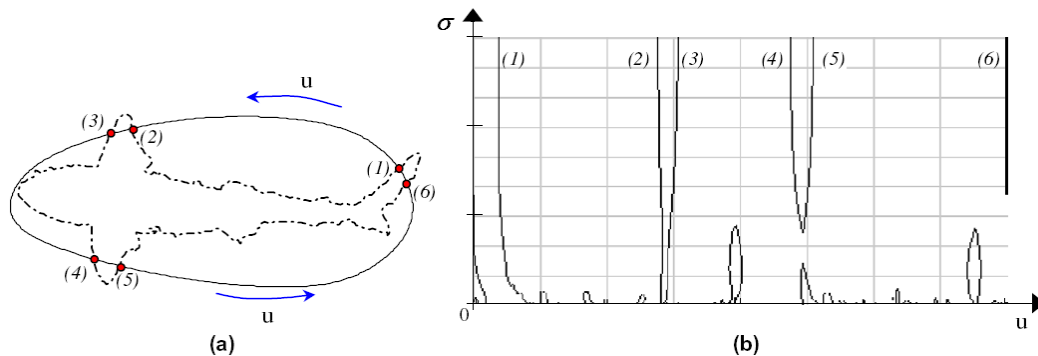 u
(3)
(2)
(1)
(6)
(4)
(5)
u
(a)
σ
(1) (2) (3) (4) (5) (6)
0
u
(b)